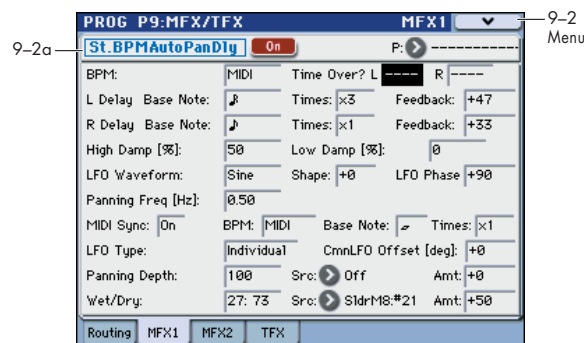 PROG P9:MFX/TFX MFX1
9–2
Menu
9–2a
St.BPMAutoPanDly On P: ----------
BPM: MIDI Time Over? L ---- R ----
L Delay Base Note: Times: x3 Feedback: +47
R Delay Base Note: ♪ Times: x1 Feedback: +33
High Damp [%]: 50 Low Damp [%]: 0
LFO Waveform: Sine Shape: +0 LFO Phase +90
Panning Freq [Hz]: 0.50
MIDI Sync: On BPM: MIDI Base Note: Times: x1
LFO Type: Individual CmnLFO Offset [deg]: +0
Panning Depth: 100 Src: Off Amt: +0
Wet/Dry: 27: 73 Src: SldrM8:#21 Amt: +50
Routing MFX1 MFX2 TFX